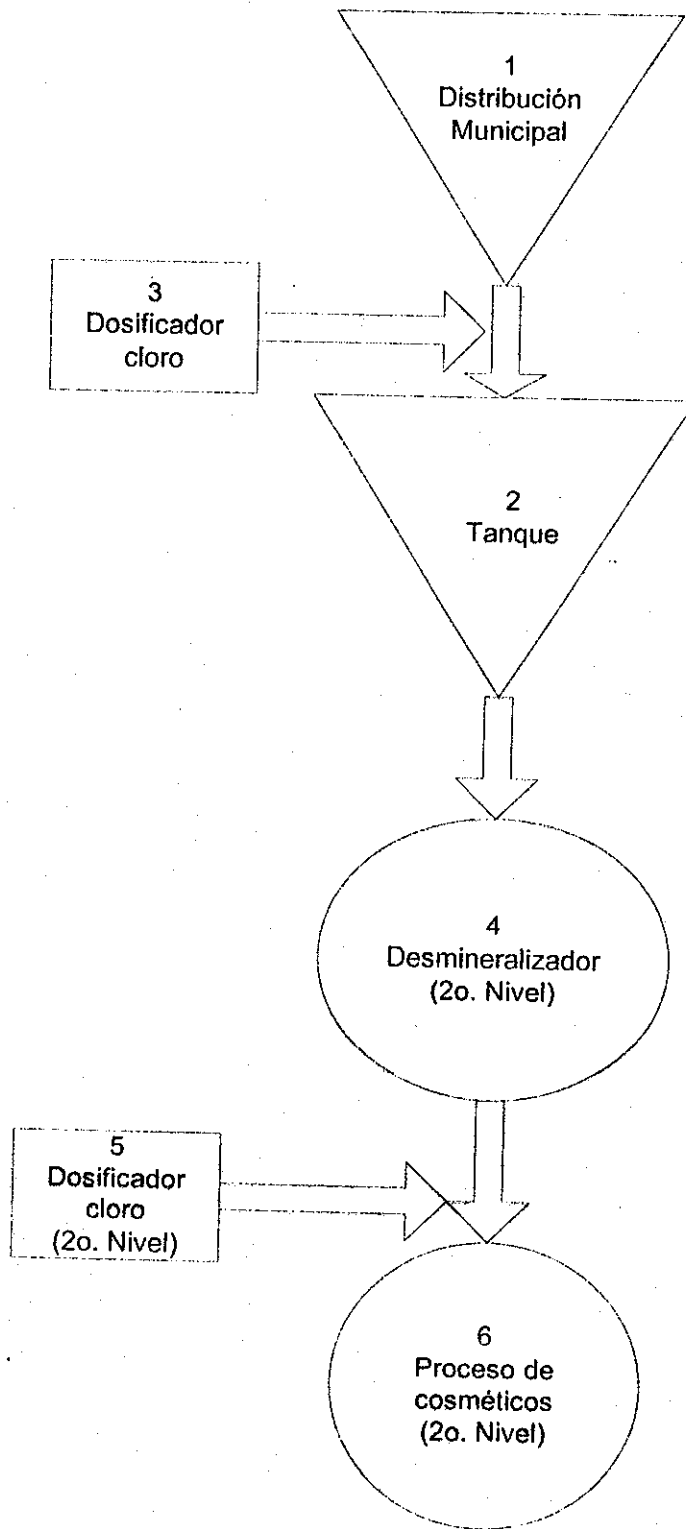 1
Distribución
Municipal
3
Dosificador
cloro
2
Tanque
4
Desmineralizador
(2o. Nivel)
5
Dosificador
cloro
(2o. Nivel)
6
Proceso de
cosméticos
(2o. Nivel)